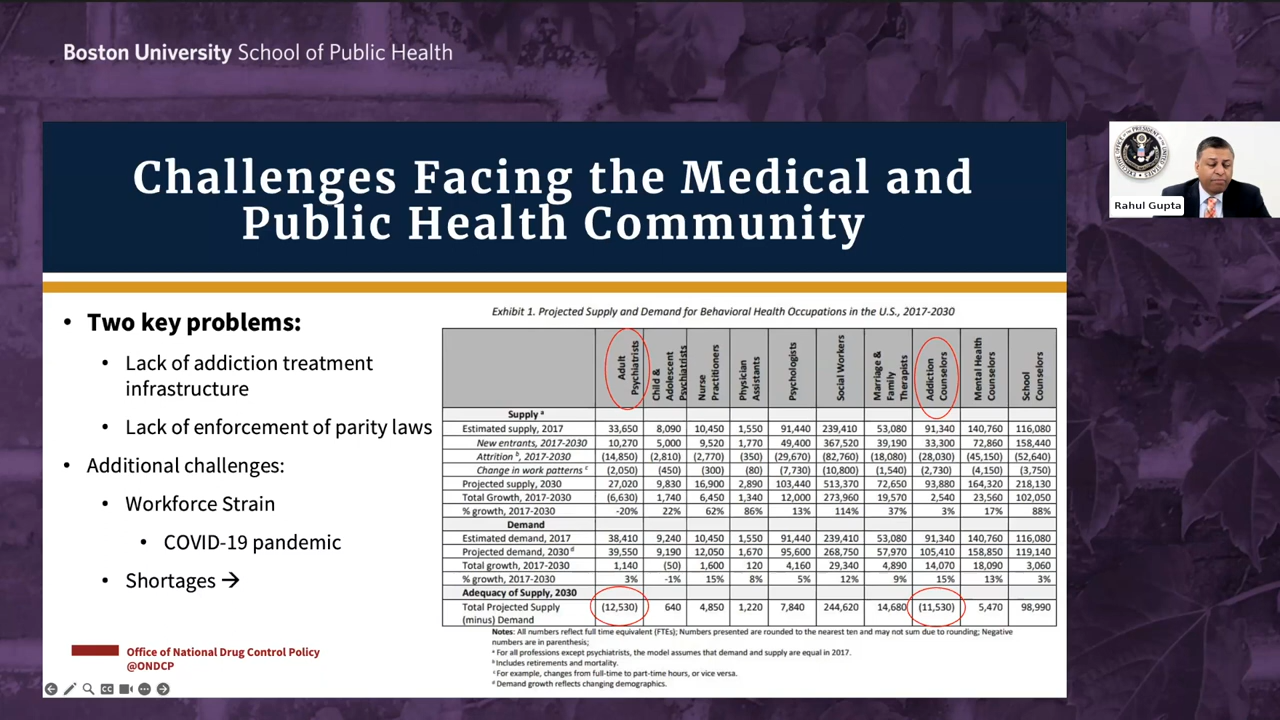 Boston University School of Public Health
Challenges Facing the Medical and
Public Health Community
Rahul Gupta
• Two key problems:
• Lack of addiction treatment
infrastructure
• Lack of enforcement of parity laws
• Additional challenges:
• Workforce Strain
• COVID-19 pandemic
• Shortages →
Office of National Drug Control Policy
@ONDCP
Exhibit 1. Projected Supply and Demand for Behavioral Health Occupations in the U.S., 2017-2030
Adult Psychiatrists Child & Adolescent Psychiatrists Nurse Practitioners Physician Assistants Psychologists Social Workers Marriage & Family Therapists Addiction Counselors Mental Health Counselors School Counselors
Supply a
Estimated supply, 2017 33,650 8,090 10,450 1,550 91,440 239,410 53,080 91,340 140,760 116,080
New entrants, 2017-2030 10,270 5,000 9,520 1,770 49,400 367,520 39,190 33,300 72,860 158,440
Attrition b, 2017-2030 (14,850) (2,810) (2,770) (350) (29,670) (82,760) (18,080) (28,030) (45,150) (52,640)
Change in work patterns c (2,050) (450) (300) (80) (7,730) (10,800) (1,540) (2,730) (4,150) (3,750)
Projected supply, 2030 27,020 9,830 16,900 2,890 103,440 513,370 72,650 93,880 164,320 218,130
Total Growth, 2017-2030 (6,630) 1,740 6,450 1,340 12,000 273,960 19,570 2,540 23,560 102,050
% growth, 2017-2030 -20% 22% 62% 86% 13% 114% 37% 3% 17% 88%
Demand
Estimated demand, 2017 38,410 9,240 10,450 1,550 91,440 239,410 53,080 91,340 140,760 116,080
Projected demand, 2030 d 39,550 9,190 12,050 1,670 95,600 268,750 57,970 105,410 158,850 119,140
Total growth, 2017-2030 1,140 (50) 1,600 120 4,160 29,340 4,890 14,070 18,090 3,060
% growth, 2017-2030 3% -1% 15% 8% 5% 12% 9% 15% 13% 3%
Adequacy of Supply, 2030
Total Projected Supply (12,530) 640 4,850 1,220 7,840 244,620 14,680 (11,530) 5,470 98,990
(minus) Demand
Notes: All numbers reflect full time equivalent (FTEs); Numbers presented are rounded to the nearest ten and may not sum due to rounding; Negative
numbers are in parenthesis;
a For all professions except psychiatrists, the model assumes that demand and supply are equal in 2017.
b Includes retirements and mortality.
c For example, changes from full-time to part-time hours, or vice versa.
d Demand growth reflects changing demographics.
CC